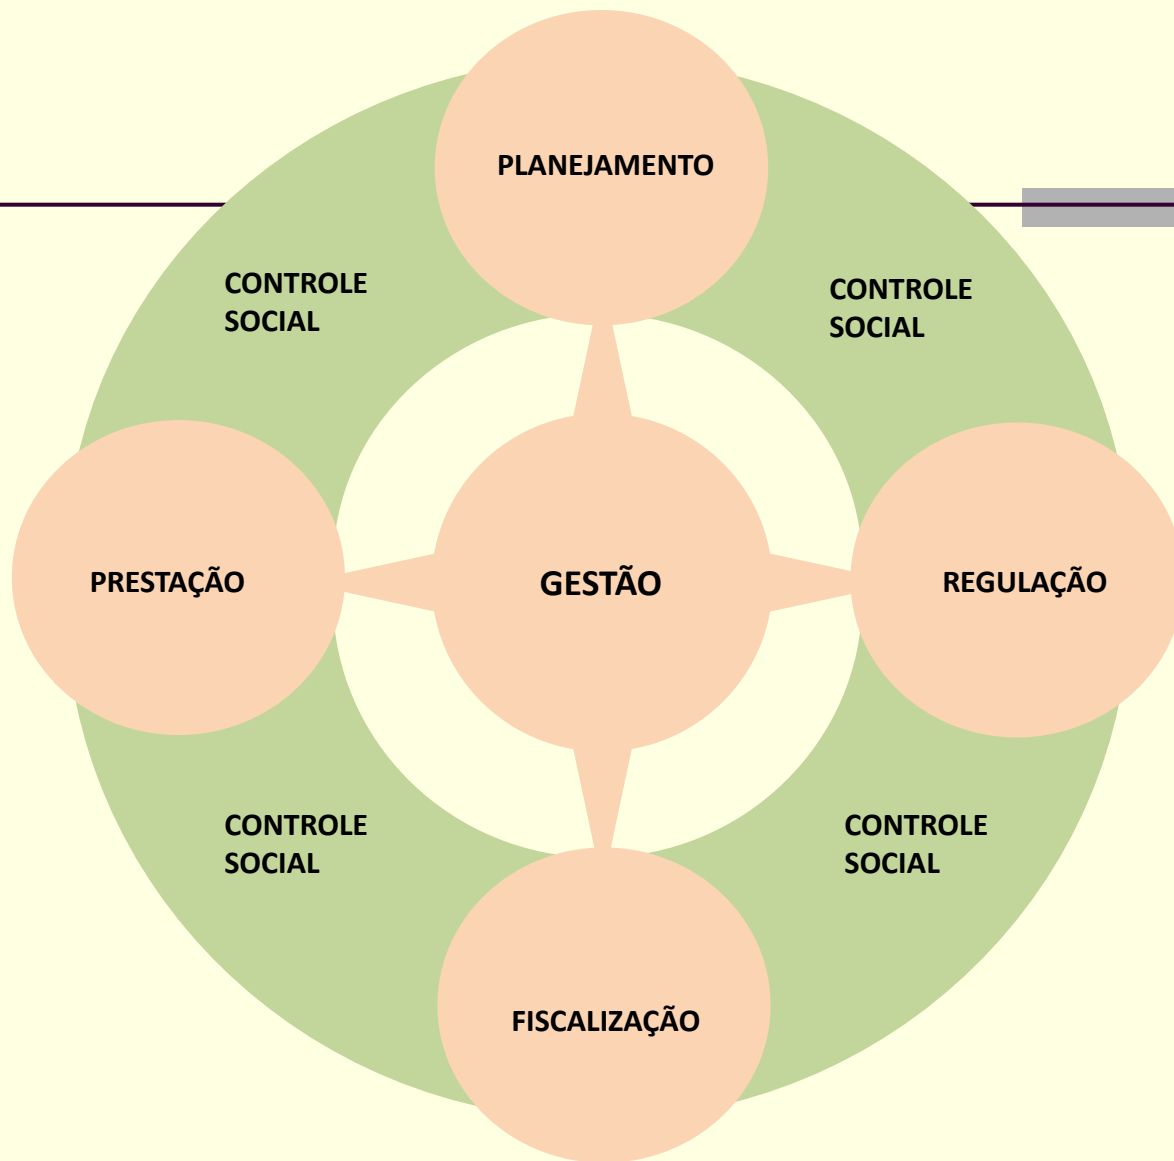 PLANEJAMENTO
CONTROLE
SOCIAL
CONTROLE
SOCIAL
PRESTAÇÃO
GESTÃO
REGULAÇÃO
CONTROLE
SOCIAL
CONTROLE
SOCIAL
FISCALIZAÇÃO